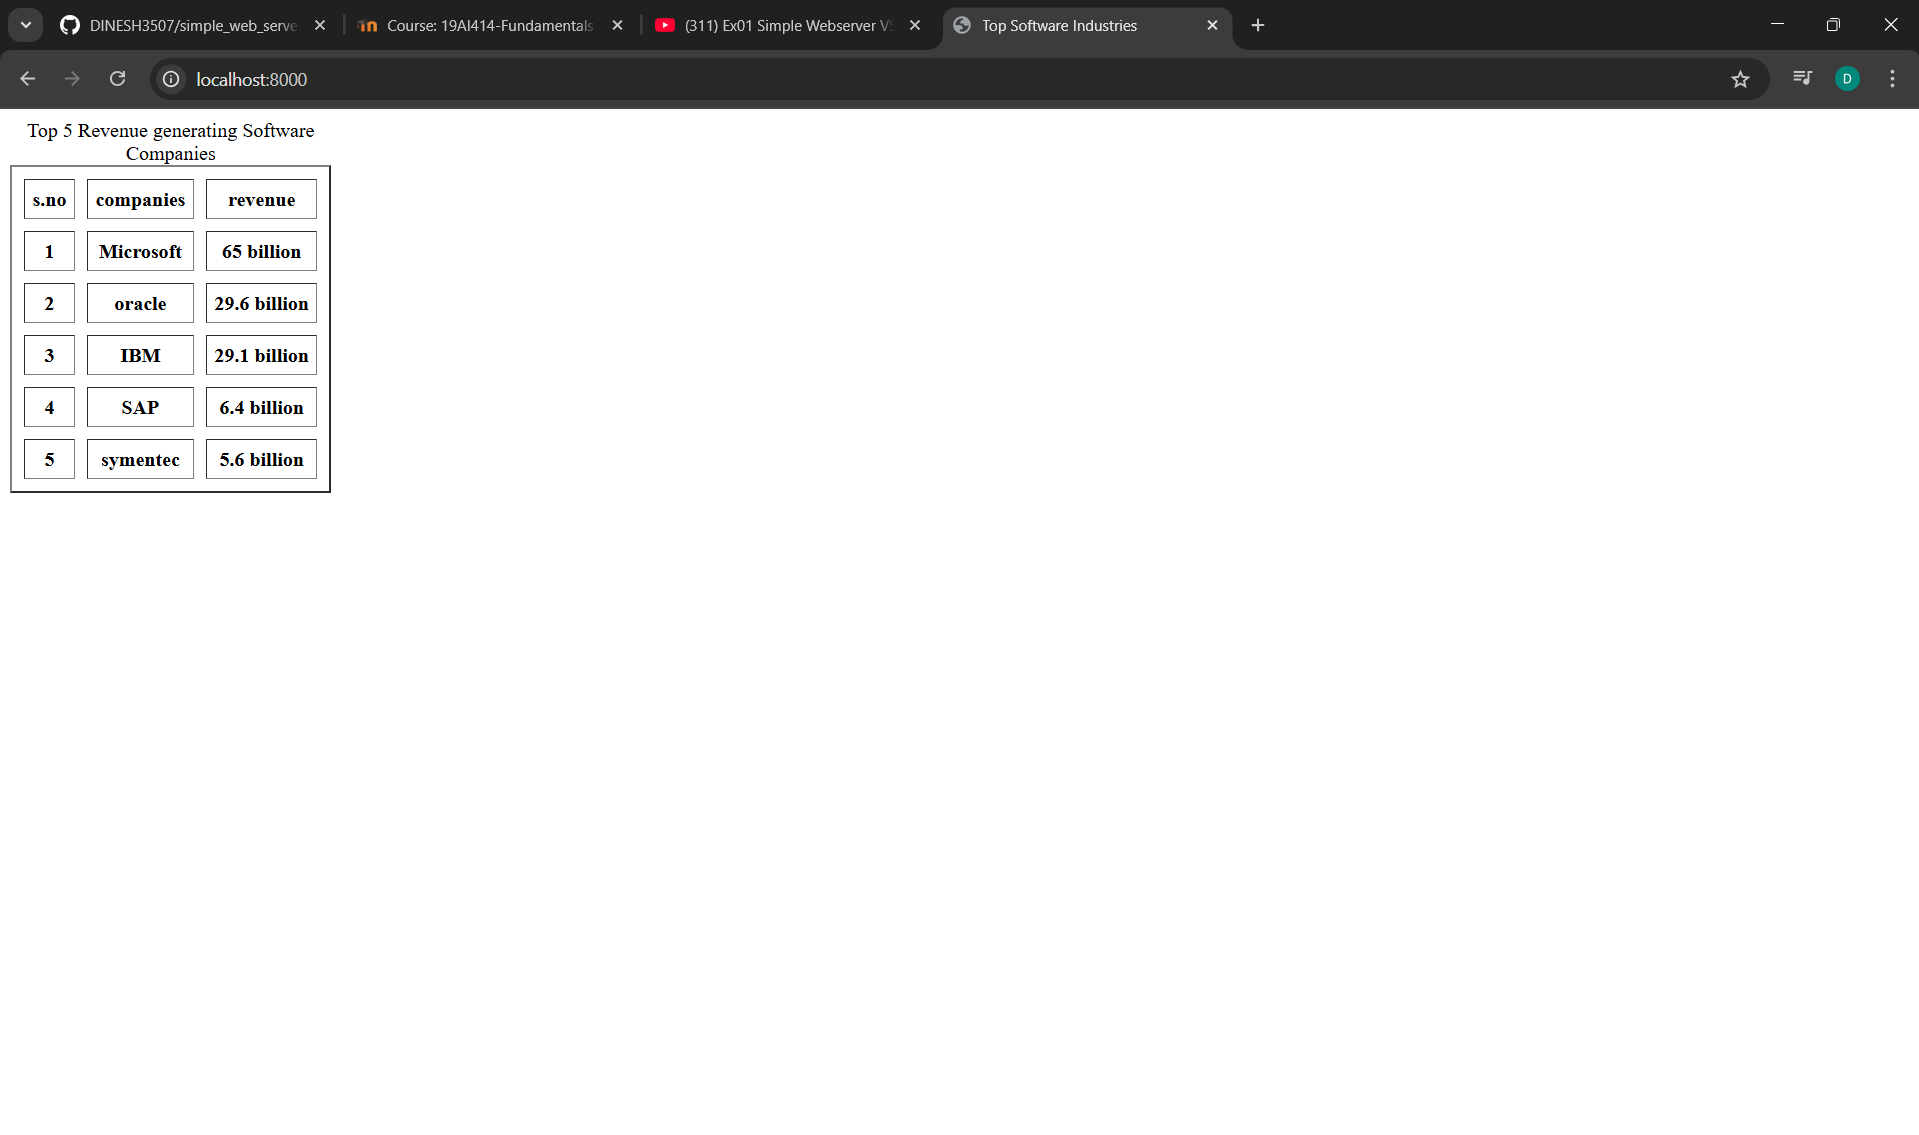 DINESH3507/simple_web_serve
Course: 19AI414-Fundamentals
(311) Ex01 Simple Webserver VS
Top Software Industries
localhost:8000
D
Top 5 Revenue generating Software
Companies
s.no companies revenue
1 Microsoft 65 billion
2 oracle 29.6 billion
3 IBM 29.1 billion
4 SAP 6.4 billion
5 symentec 5.6 billion